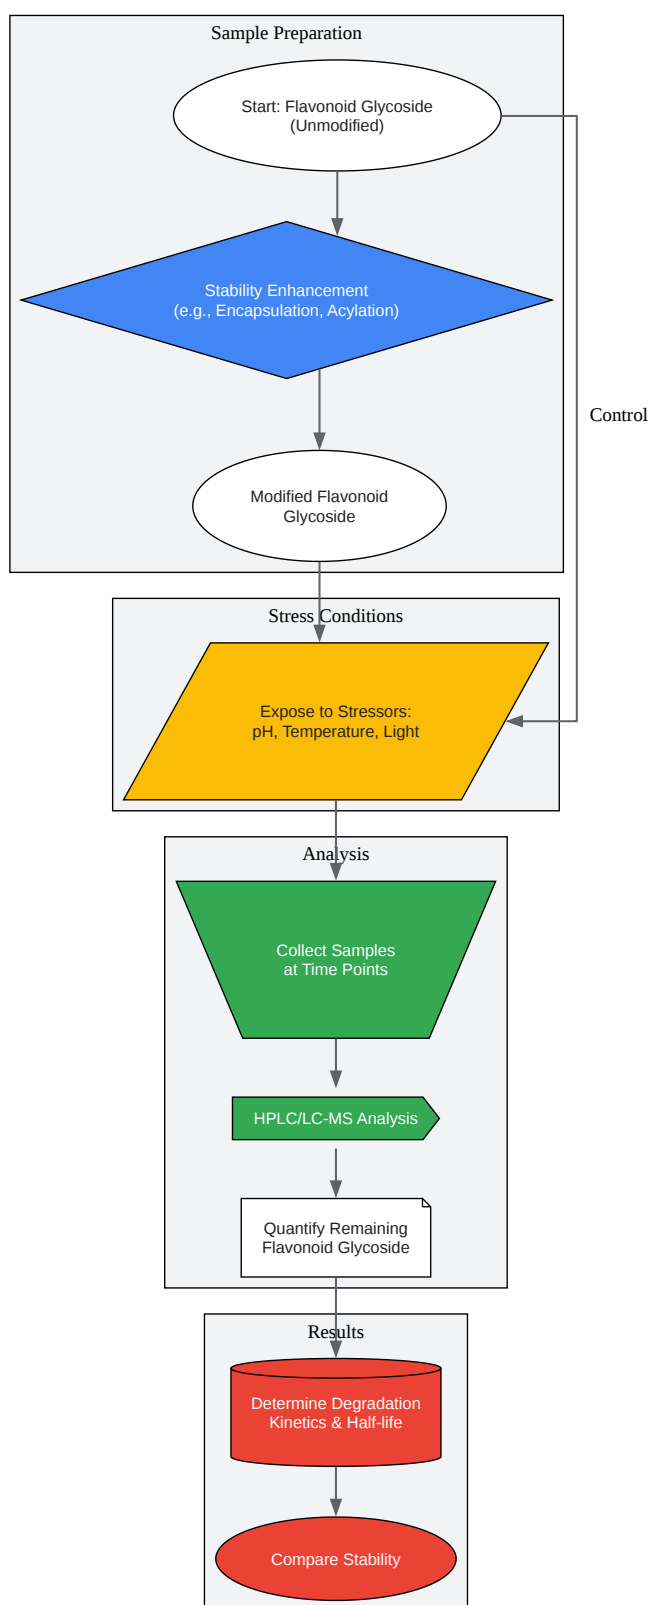 Sample Preparation
Start: Flavonoid Glycoside
(Unmodified)
Stability Enhancement
(e.g., Encapsulation, Acylation)
Control
Modified Flavonoid
Glycoside
Stress Conditions
Expose to Stressors:
pH, Temperature, Light
Analysis
Collect Samples
at Time Points
HPLC/LC-MS Analysis
Quantify Remaining
Flavonoid Glycoside
Results
Determine Degradation
Kinetics & Half-life
Compare Stability